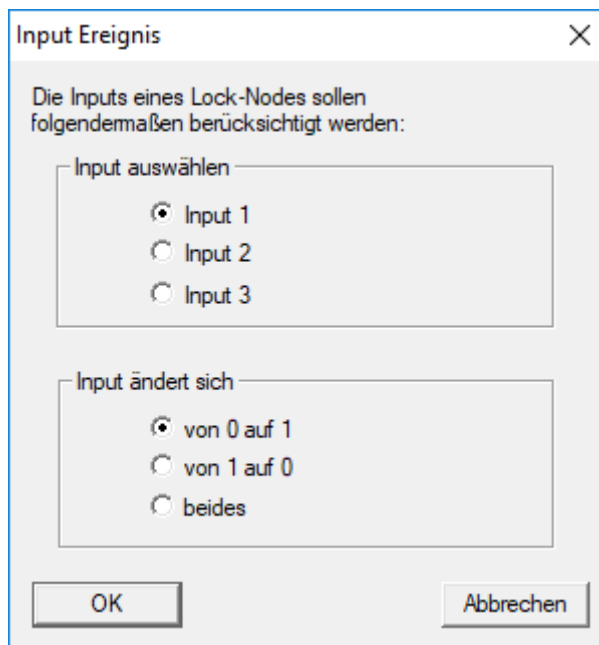 Input Ereignis
Die Inputs eines Lock-Nodes sollen
folgendermaßen berücksichtigt werden:
Input auswählen
Input 1
Input 2
Input 3
Input ändert sich
von 0 auf 1
von 1 auf 0
beides
OK
Abbrechen